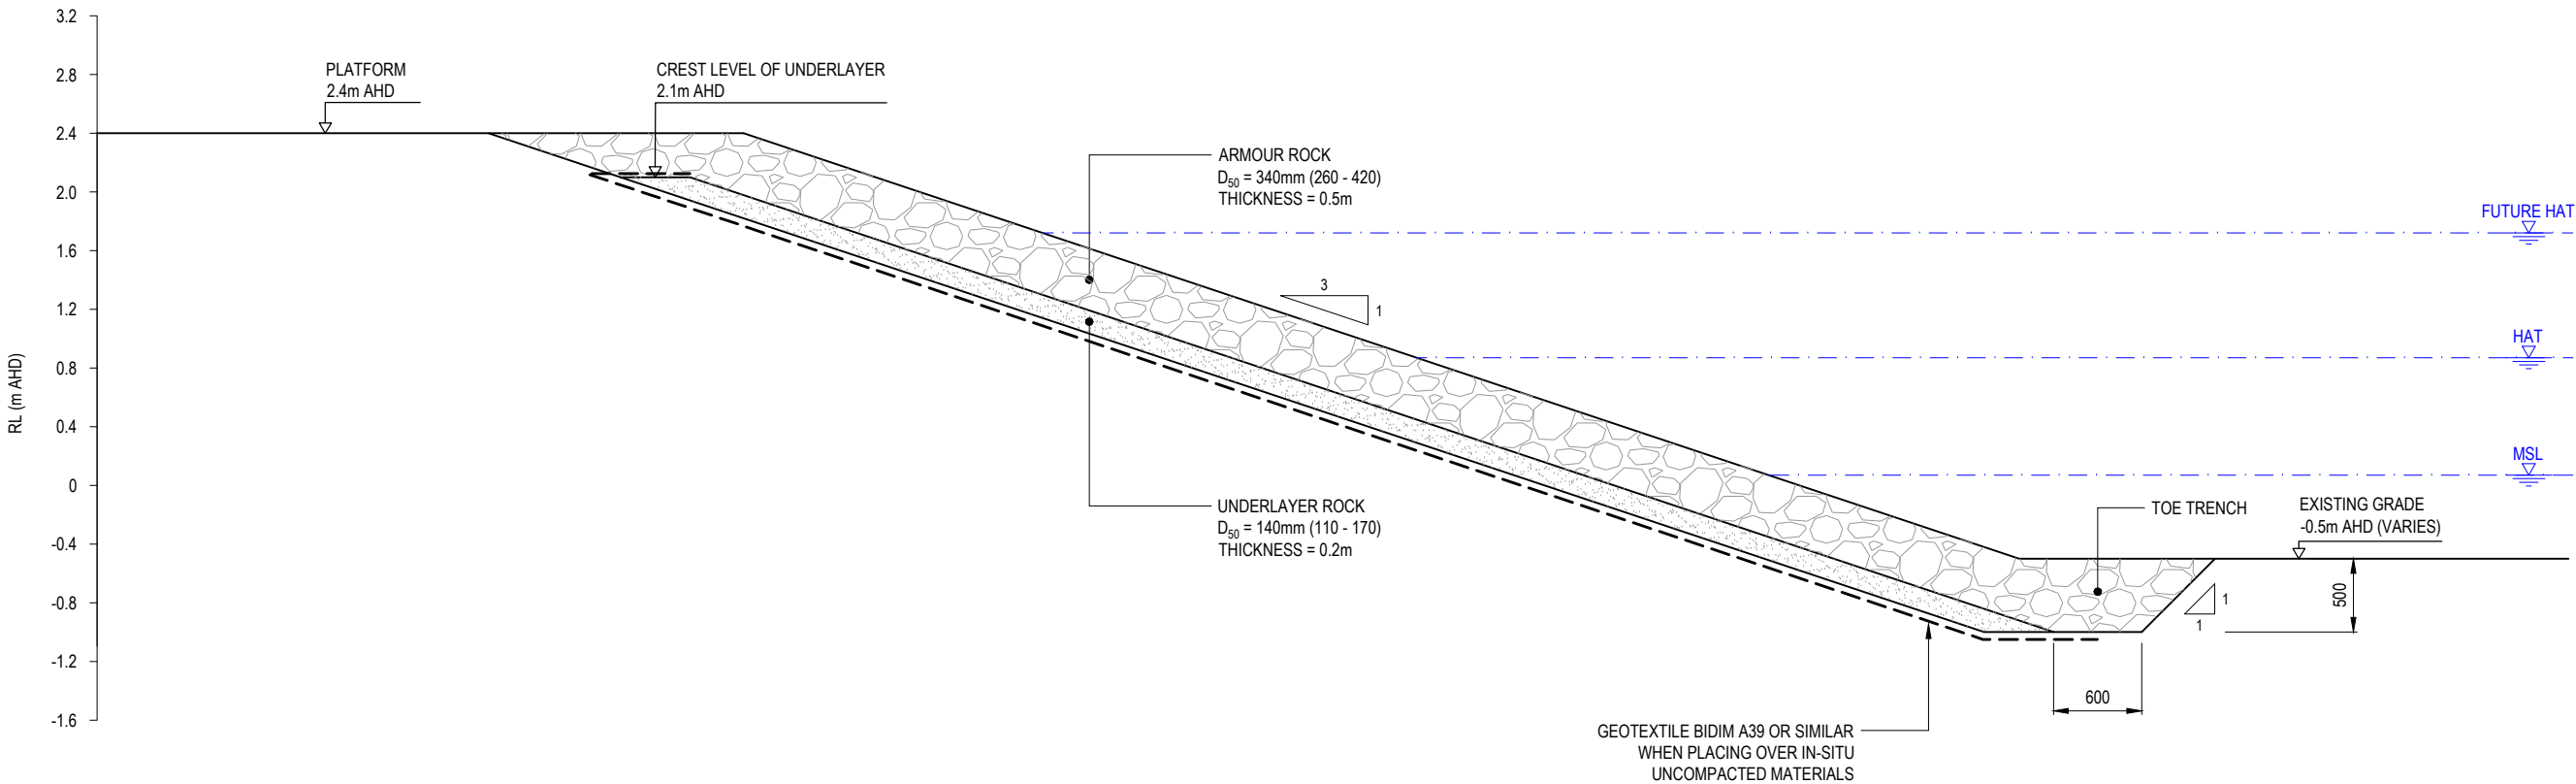 3.2
2.8
2.4
2.0
1.6
1.2
0.8
0.4
0
-0.4
-0.8
-1.2
-1.6
RL (m AHD)
PLATFORM
2.4m AHD
CREST LEVEL OF UNDERLAYER
2.1m AHD
ARMOUR ROCK
D₅₀ = 340mm (260 - 420)
THICKNESS = 0.5m
FUTURE HAT
3
1
HAT
MSL
UNDERLAYER ROCK
D₅₀ = 140mm (110 - 170)
THICKNESS = 0.2m
TOE TRENCH
EXISTING GRADE
-0.5m AHD (VARIES)
500
1
1
600
GEOTEXTILE BIDIM A39 OR SIMILAR
WHEN PLACING OVER IN-SITU
UNCOMPACTED MATERIALS